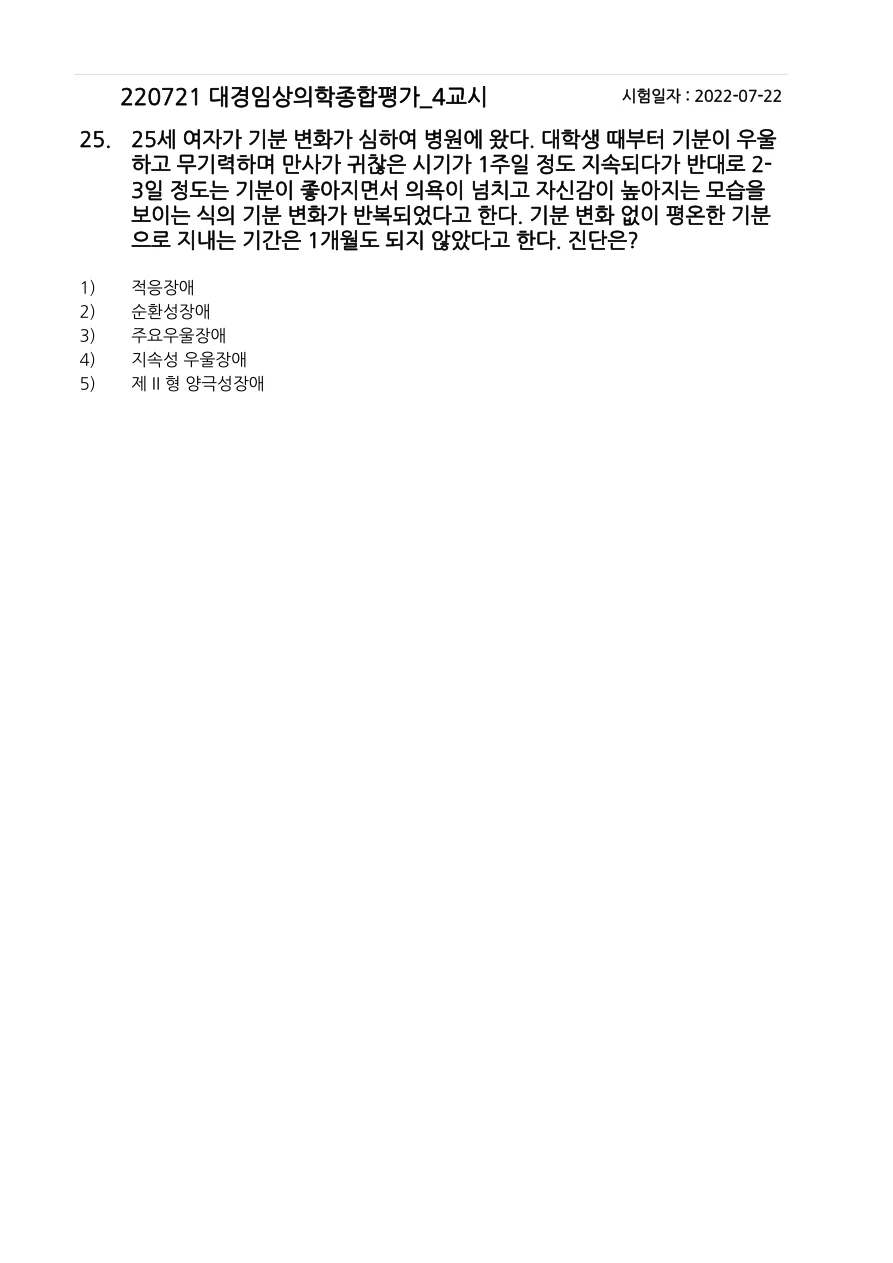 220721 대경임상의학종합평가_4교시 시험일자 : 2022-07-22
25. 25세 여자가 기분 변화가 심하여 병원에 왔다. 대학생 때부터 기분이 우울
하고 무기력하며 만사가 귀찮은 시기가 1주일 정도 지속되다가 반대로 2-
3일 정도는 기분이 좋아지면서 의욕이 넘치고 자신감이 높아지는 모습을
보이는 식의 기분 변화가 반복되었다고 한다. 기분 변화 없이 평온한 기분
으로 지내는 기간은 1개월도 되지 않았다고 한다. 진단은?
1) 적응장애
2) 순환성장애
3) 주요우울장애
4) 지속성 우울장애
5) 제 II 형 양극성장애